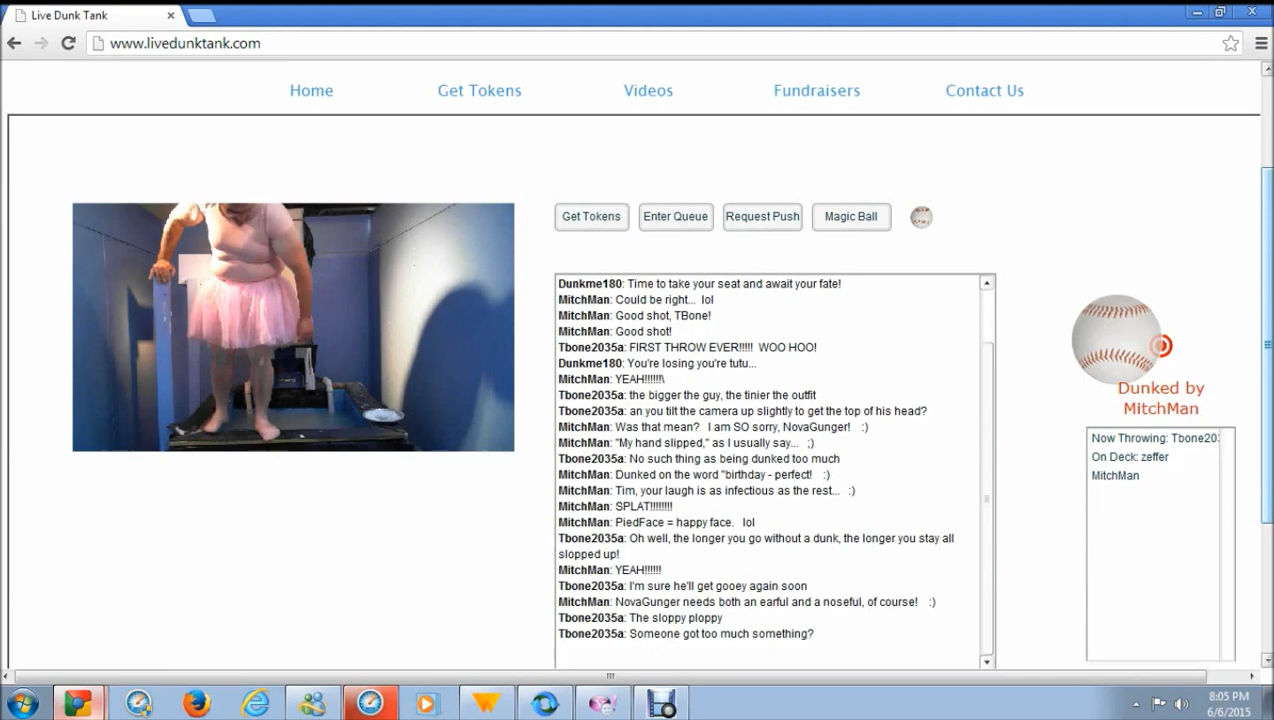 Live Dunk Tank
www.livedunktank.com
Home
Get Tokens
Videos
Fundraisers
Contact Us
Get Tokens
Enter Queue
Request Push
Magic Ball
Dunkme180: Time to take your seat and await your fate!
MitchMan: Could be right... lol
MitchMan: Good shot, TBone!
MitchMan: Good shot!
Tbone2035a: FIRST THROW EVER!!!!! WOO HOO!
Dunkme180: You're losing you're tutu...
MitchMan: YEAH!!!!!!\
Tbone2035a: the bigger the guy, the tinier the outfit
Tbone2035a: an you tilt the camera up slightly to get the top of his head?
MitchMan: Was that mean? I am SO sorry, NovaGunger! :)
MitchMan: "My hand slipped," as I usually say... ;)
Tbone2035a: No such thing as being dunked too much
MitchMan: Dunked on the word "birthday - perfect! :)
MitchMan: Tim, your laugh is as infectious as the rest... :)
MitchMan: SPLAT!!!!!!!!
MitchMan: PiedFace = happy face. lol
Tbone2035a: Oh well, the longer you go without a dunk, the longer you stay all
slopped up!
MitchMan: YEAH!!!!!!
Tbone2035a: I'm sure he'll get gooey again soon
MitchMan: NovaGunger needs both an earful and a noseful, of course! :)
Tbone2035a: The sloppy ploppy
Tbone2035a: Someone got too much something?
Dunked by
MitchMan
Now Throwing: Tbone20
On Deck: zeffer
MitchMan
8:05 PM
6/6/2015